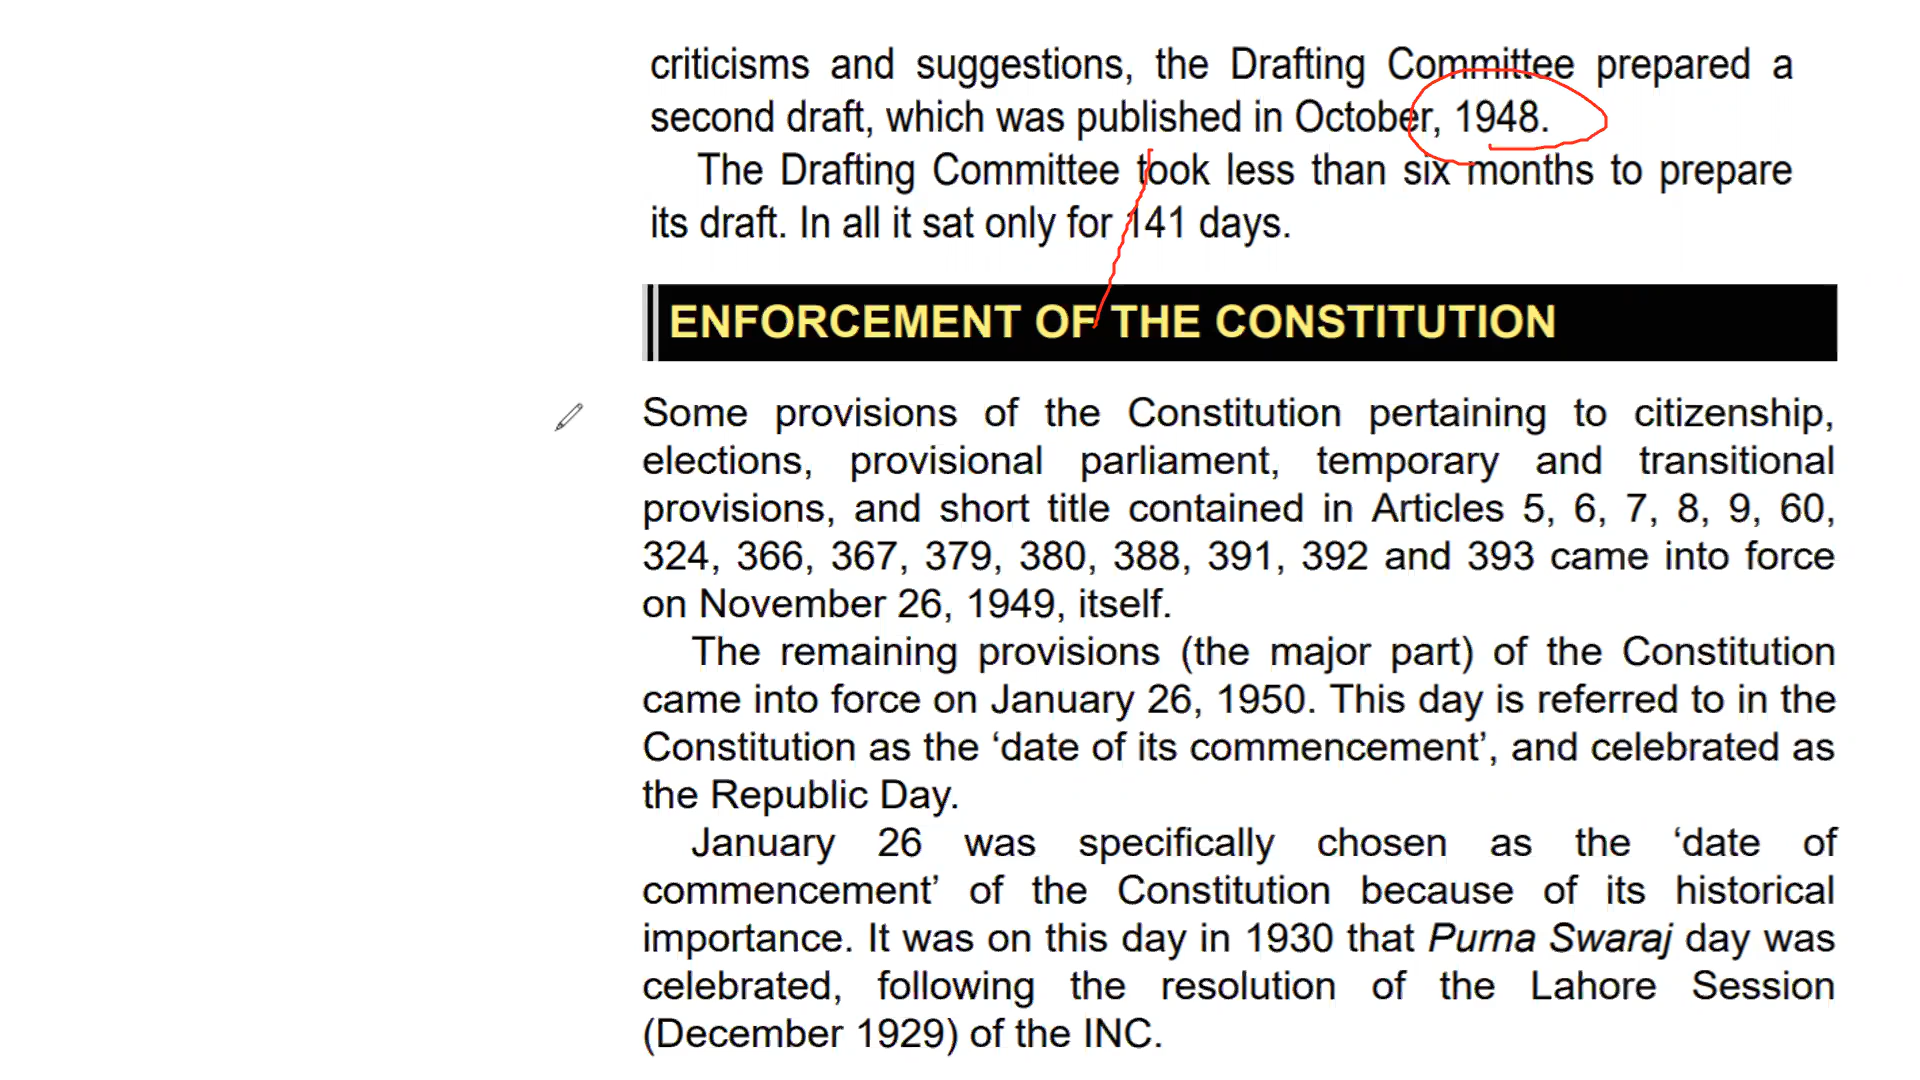 criticisms and suggestions, the Drafting Committee prepared a
second draft, which was published in October, 1948.
The Drafting Committee took less than six months to prepare
its draft. In all it sat only for 141 days.
ENFORCEMENT OF THE CONSTITUTION
Some provisions of the Constitution pertaining to citizenship,
elections, provisional parliament, temporary and transitional
provisions, and short title contained in Articles 5, 6, 7, 8, 9, 60,
324, 366, 367, 379, 380, 388, 391, 392 and 393 came into force
on November 26, 1949, itself.
The remaining provisions (the major part) of the Constitution
came into force on January 26, 1950. This day is referred to in the
Constitution as the ‘date of its commencement’, and celebrated as
the Republic Day.
January 26 was specifically chosen as the ‘date of
commencement’ of the Constitution because of its historical
importance. It was on this day in 1930 that Purna Swaraj day was
celebrated, following the resolution of the Lahore Session
(December 1929) of the INC.